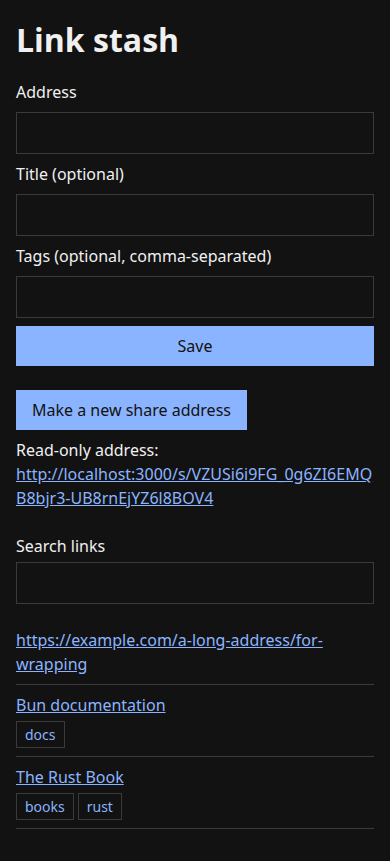 Link stash
Address
Title (optional)
Tags (optional, comma-separated)
Save
Make a new share address
Read-only address:
http://localhost:3000/s/VZUSi6i9FG_0g6ZI6EMQ
B8bjr3-UB8rnEjYZ6l8BOV4
Search links
https://example.com/a-long-address/for-
wrapping
Bun documentation
docs
The Rust Book
books rust